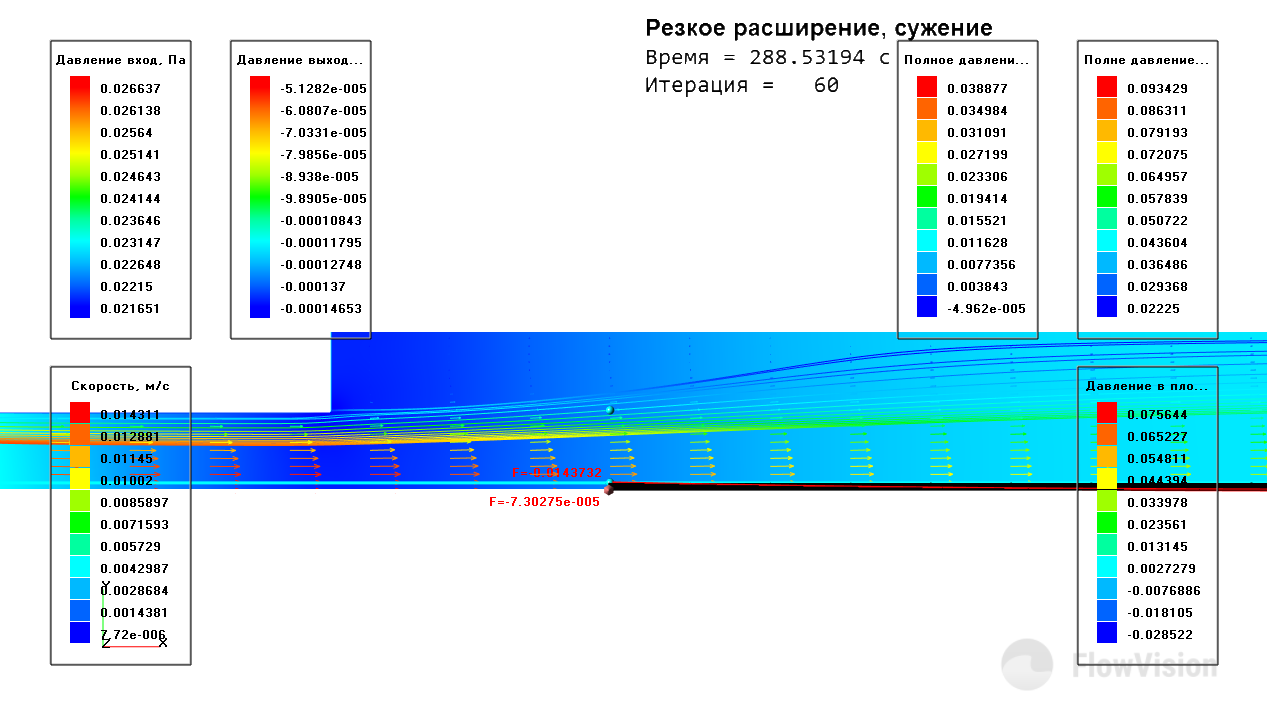 Резкое расширение, сужение
Время = 288.53194 с
Итерация = 60
Давление вход, Па
0.026637
0.026138
0.02564
0.025141
0.024643
0.024144
0.023646
0.023147
0.022648
0.02215
0.021651
Давление выход...
-5.1282e-005
-6.0807e-005
-7.0331e-005
-7.9856e-005
-8.938e-005
-9.8905e-005
-0.00010843
-0.00011795
-0.00012748
-0.000137
-0.00014653
Полное давлени...
0.038877
0.034984
0.031091
0.027199
0.023306
0.019414
0.015521
0.011628
0.0077356
0.003843
-4.962e-005
Полне давление...
0.093429
0.086311
0.079193
0.072075
0.064957
0.057839
0.050722
0.043604
0.036486
0.029368
0.02225
Скорость, м/с
0.014311
0.012881
0.01145
0.01002
0.0085897
0.0071593
0.005729
0.0042987
0.0028684
0.0014381
7.72e-006
Y
Z
X
F=-0.0143732
F=-7.30275e-005
Давление в пло...
0.075644
0.065227
0.054811
0.044394
0.033978
0.023561
0.013145
0.0027279
-0.0076886
-0.018105
-0.028522
FlowVision